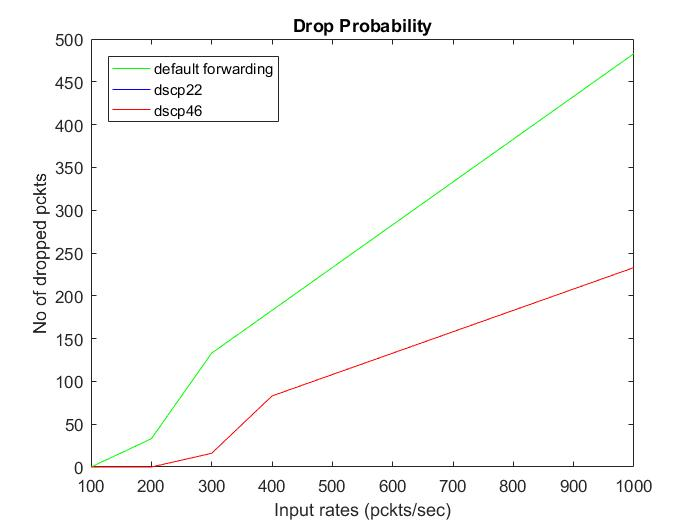 Drop Probability
500
450
400
350
300
250
200
150
100
50
0
No of dropped pckts
default forwarding
dscp22
dscp46
100 200 300 400 500 600 700 800 900 1000
Input rates (pckts/sec)